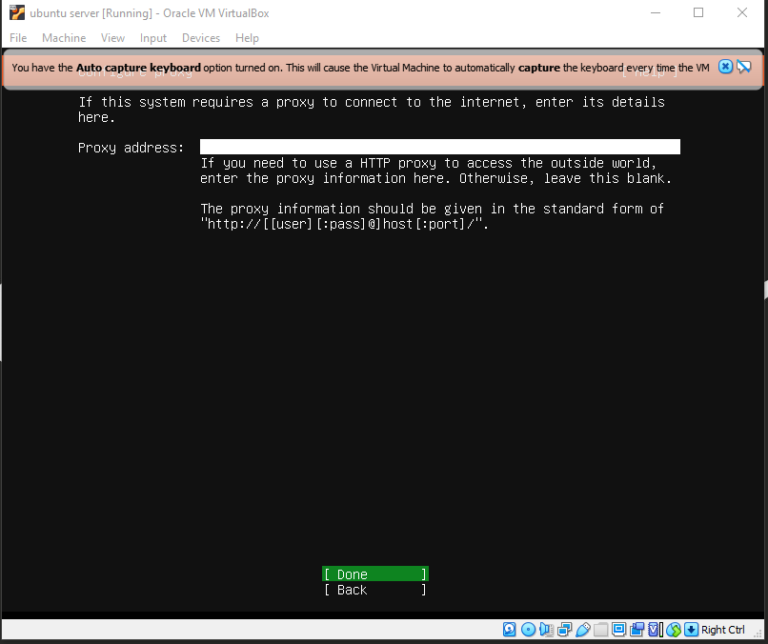 ubuntu server [Running] - Oracle VM VirtualBox
File Machine View Input Devices Help
You have the Auto capture keyboard option turned on. This will cause the Virtual Machine to automatically capture the keyboard every time the VM
Configure proxy [ Help ]
If this system requires a proxy to connect to the internet, enter its details
here.
Proxy address:
If you need to use a HTTP proxy to access the outside world,
enter the proxy information here. Otherwise, leave this blank.
The proxy information should be given in the standard form of
"http://[[user][:pass]@]host[:port]/".
[ Done ]
[ Back ]
Right Ctrl